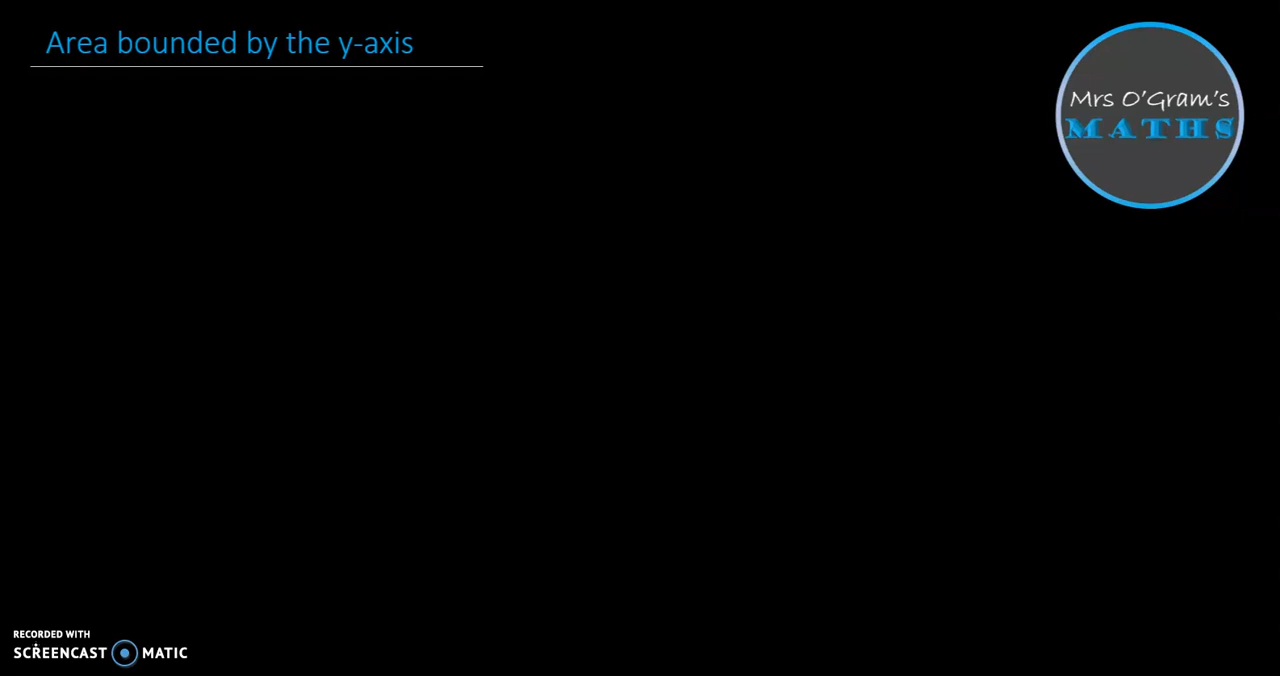 Area bounded by the y-axis
Mrs O'Gram's
MATHS
RECORDED WITH
SCREENCAST MATIC